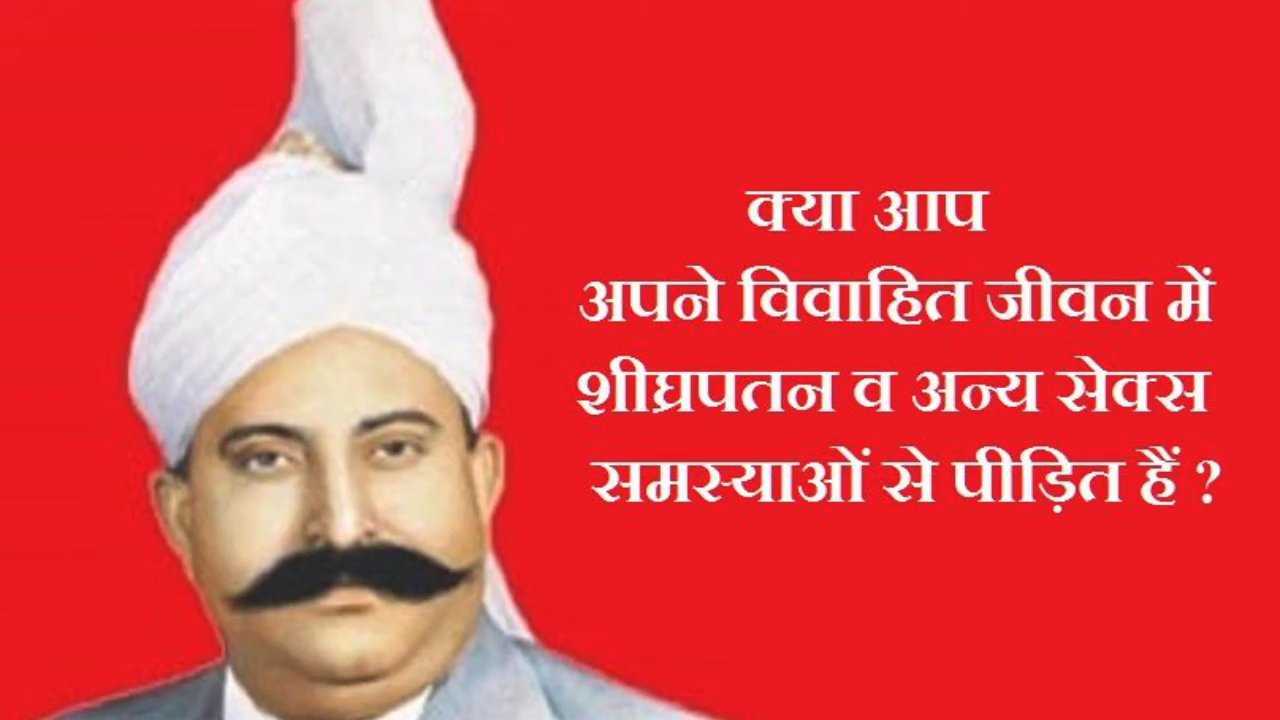 क्या आप
अपने विवाहित जीवन में
शीघ्रपतन व अन्य सेक्स
समस्याओं से पीड़ित हैं ?